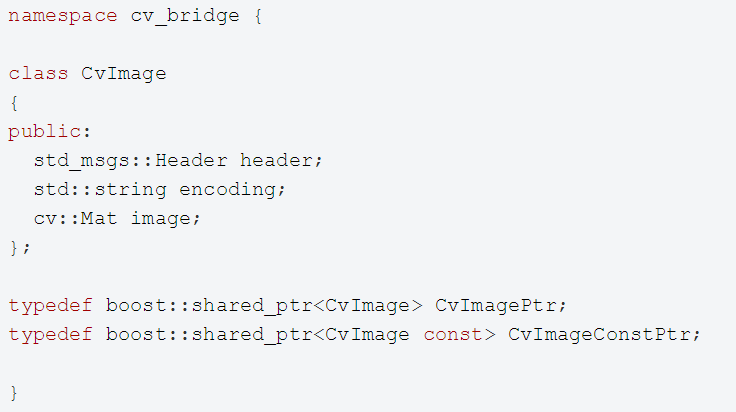 namespace cv_bridge {
class CvImage
{
public:
  std_msgs::Header header;
  std::string encoding;
  cv::Mat image;
};
typedef boost::shared_ptr<CvImage> CvImagePtr;
typedef boost::shared_ptr<CvImage const> CvImageConstPtr;
}